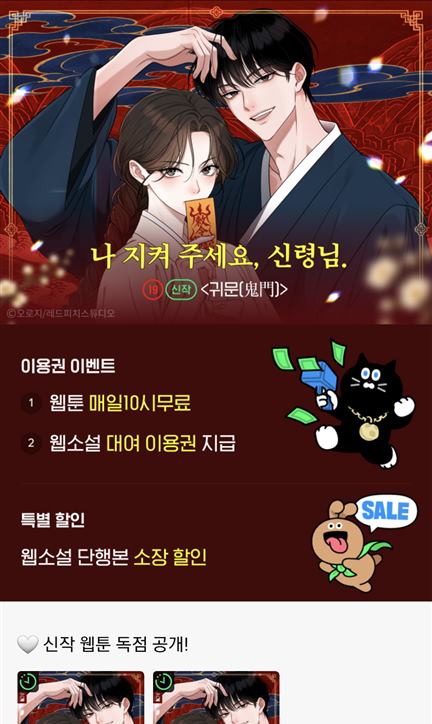 나 지켜 주세요, 신령님.
19 신작 <귀문(鬼門)>
©오로지/레드피치스튜디오
이용권 이벤트
1 웹툰 매일10시무료
2 웹소설 대여 이용권 지급
특별 할인
SALE
웹소설 단행본 소장 할인
🤍 신작 웹툰 독점 공개!